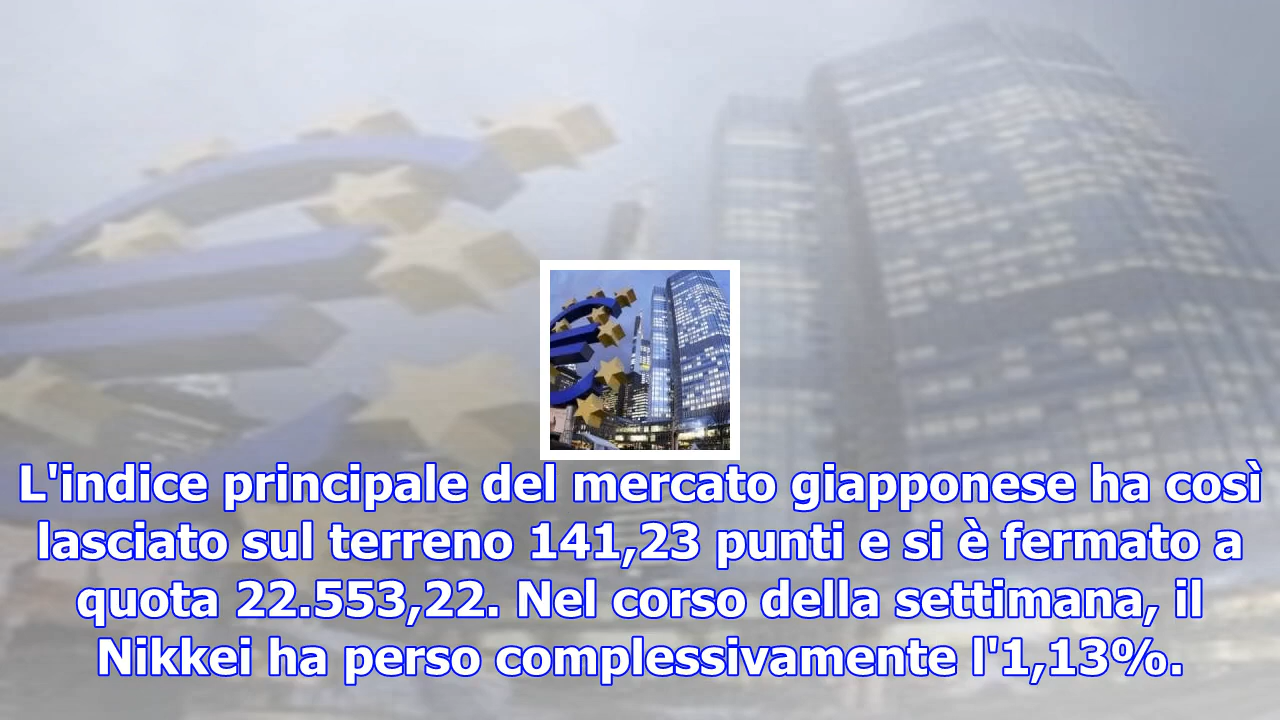 L'indice principale del mercato giapponese ha così
lasciato sul terreno 141,23 punti e si è fermato a
quota 22.553,22. Nel corso della settimana, il
Nikkei ha perso complessivamente l'1,13%.